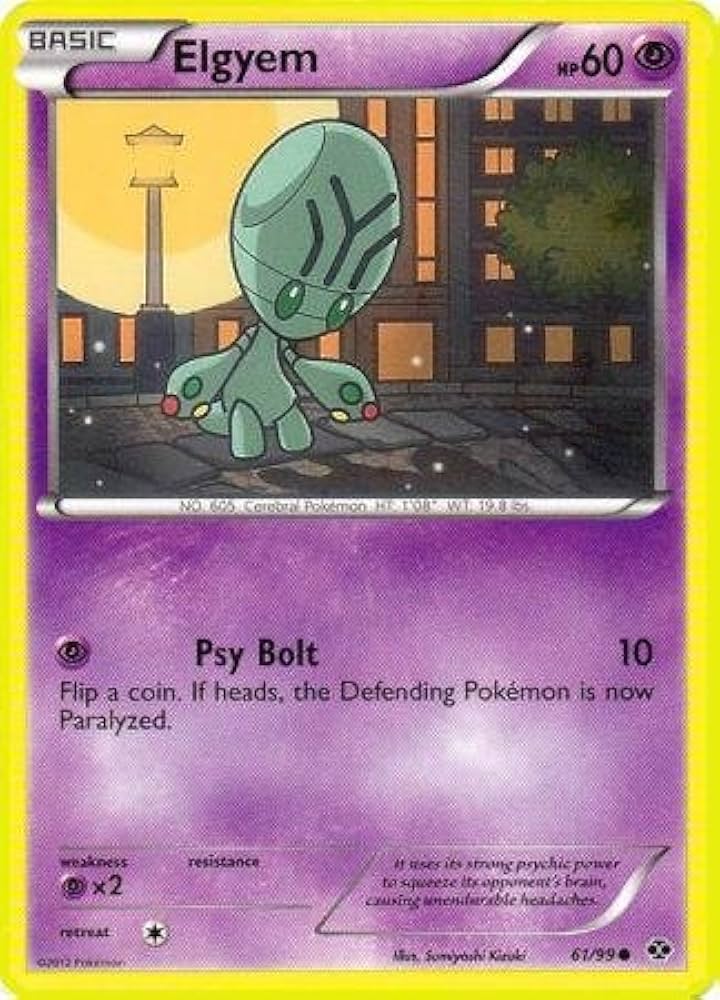 BASIC
Elgyem
HP60
NO. 605 Cerebral Pokémon HT: 1'08" WT: 19.8 lbs.
Psy Bolt 10
Flip a coin. If heads, the Defending Pokémon is now
Paralyzed.
weakness resistance
×2
It uses its strong psychic power
to squeeze its opponent's brain,
causing unendurable headaches.
retreat
©2012 Pokémon
Illus. Sumiyoshi Kizuki
61/99